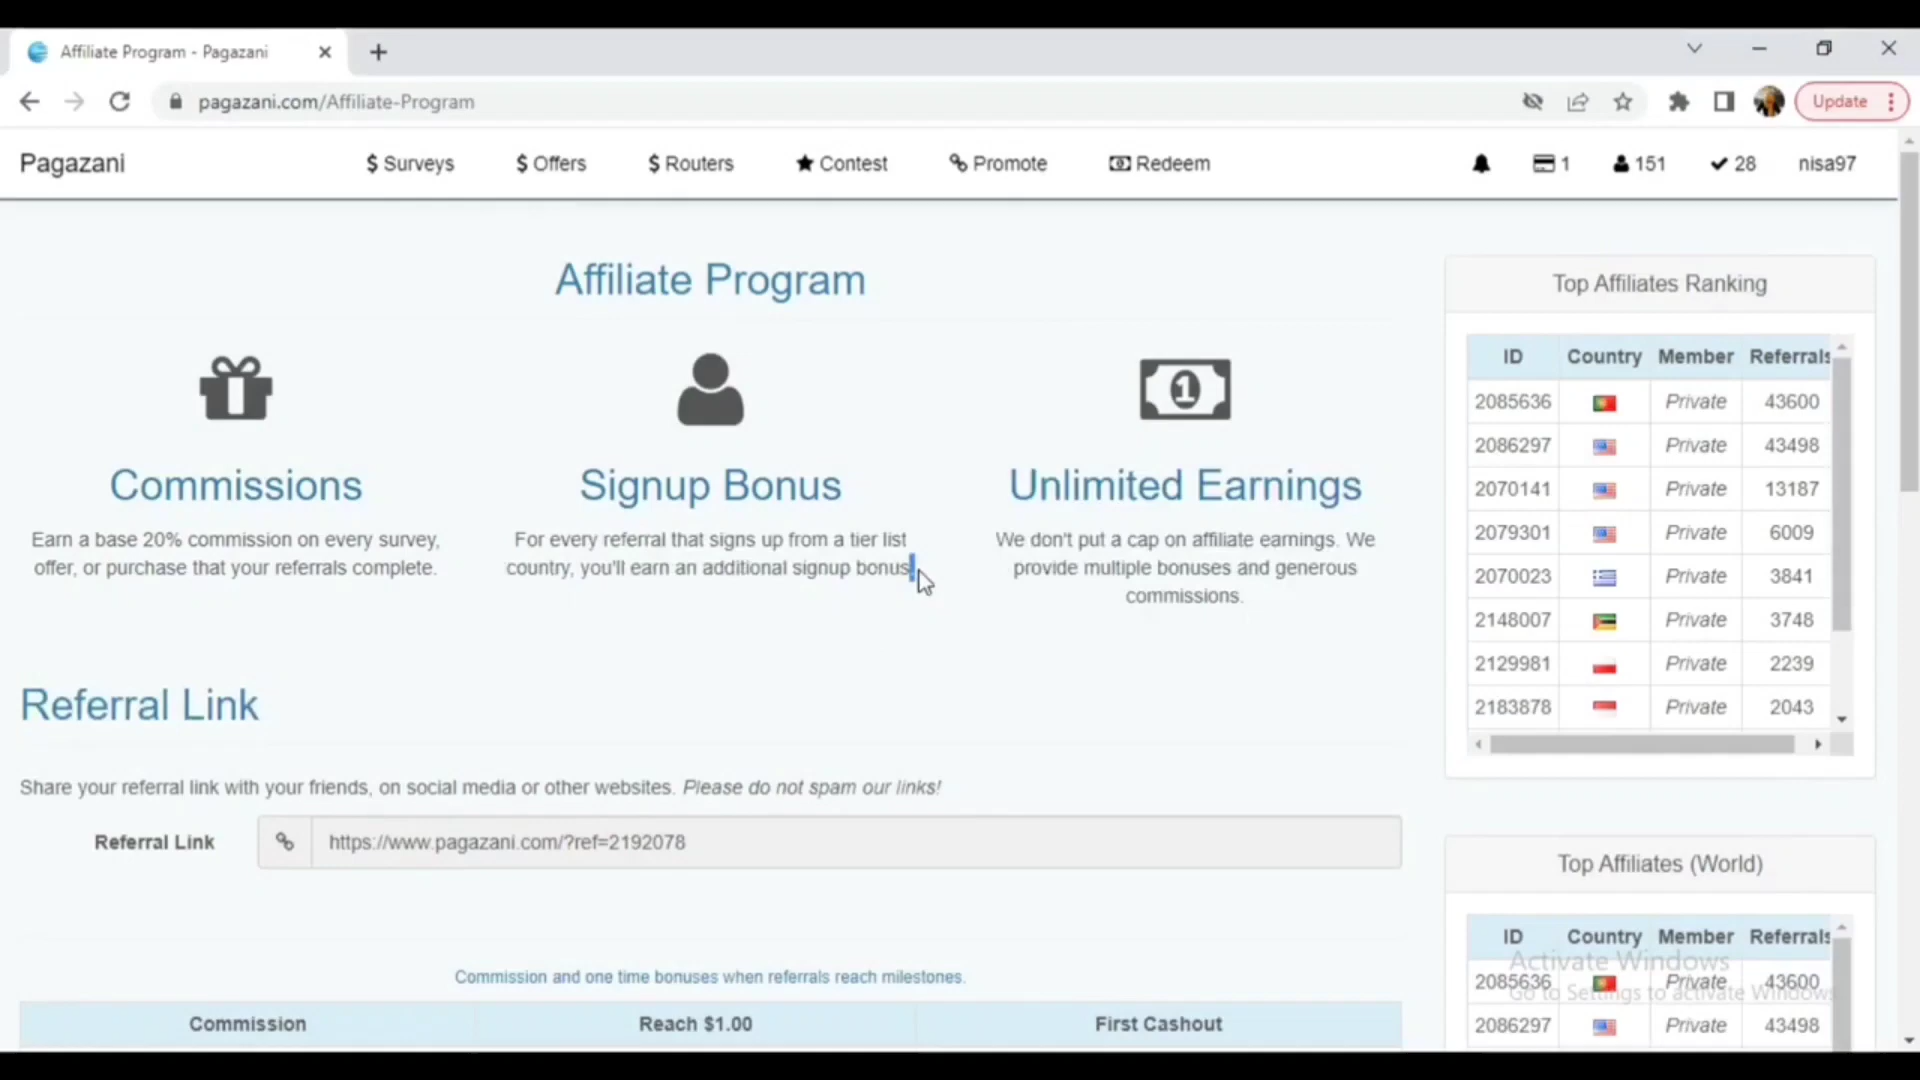 Affiliate Program - Pagazani
pagazani.com/Affiliate-Program
Update
Pagazani
$ Surveys
$ Offers
$ Routers
Contest
Promote
Redeem
1
151
28
nisa97
Affiliate Program
Commissions
Earn a base 20% commission on every survey,
offer, or purchase that your referrals complete.
Signup Bonus
For every referral that signs up from a tier list
country, you'll earn an additional signup bonus!
Unlimited Earnings
We don't put a cap on affiliate earnings. We
provide multiple bonuses and generous
commissions.
Referral Link
Share your referral link with your friends, on social media or other websites. Please do not spam our links!
Referral Link
https://www.pagazani.com/?ref=2192078
Commission and one time bonuses when referrals reach milestones.
Commission Reach $1.00 First Cashout
Top Affiliates Ranking
ID Country Member Referrals
2085636 Private 43600
2086297 Private 43498
2070141 Private 13187
2079301 Private 6009
2070023 Private 3841
2148007 Private 3748
2129981 Private 2239
2183878 Private 2043
Top Affiliates (World)
ID Country Member Referrals
2085636 Private 43600
2086297 Private 43498
Activate Windows
Go to Settings to activate Windows